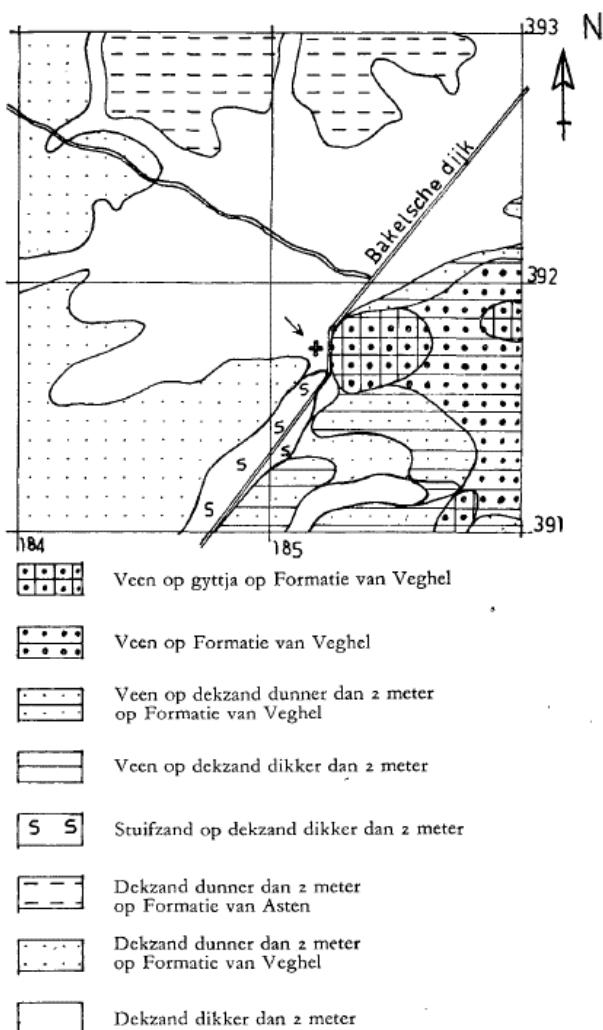 393
N
Bakelsche dijk
392
S
S
S
S
S
391
184
185
Veen op gyttja op Formatie van Veghel
Veen op Formatie van Veghel
Veen op dekzand dunner dan 2 meter
op Formatie van Veghel
Veen op dekzand dikker dan 2 meter
S S
Stuifzand op dekzand dikker dan 2 meter
Dekzand dunner dan 2 meter
op Formatie van Asten
Dekzand dunner dan 2 meter
op Formatie van Veghel
Dekzand dikker dan 2 meter